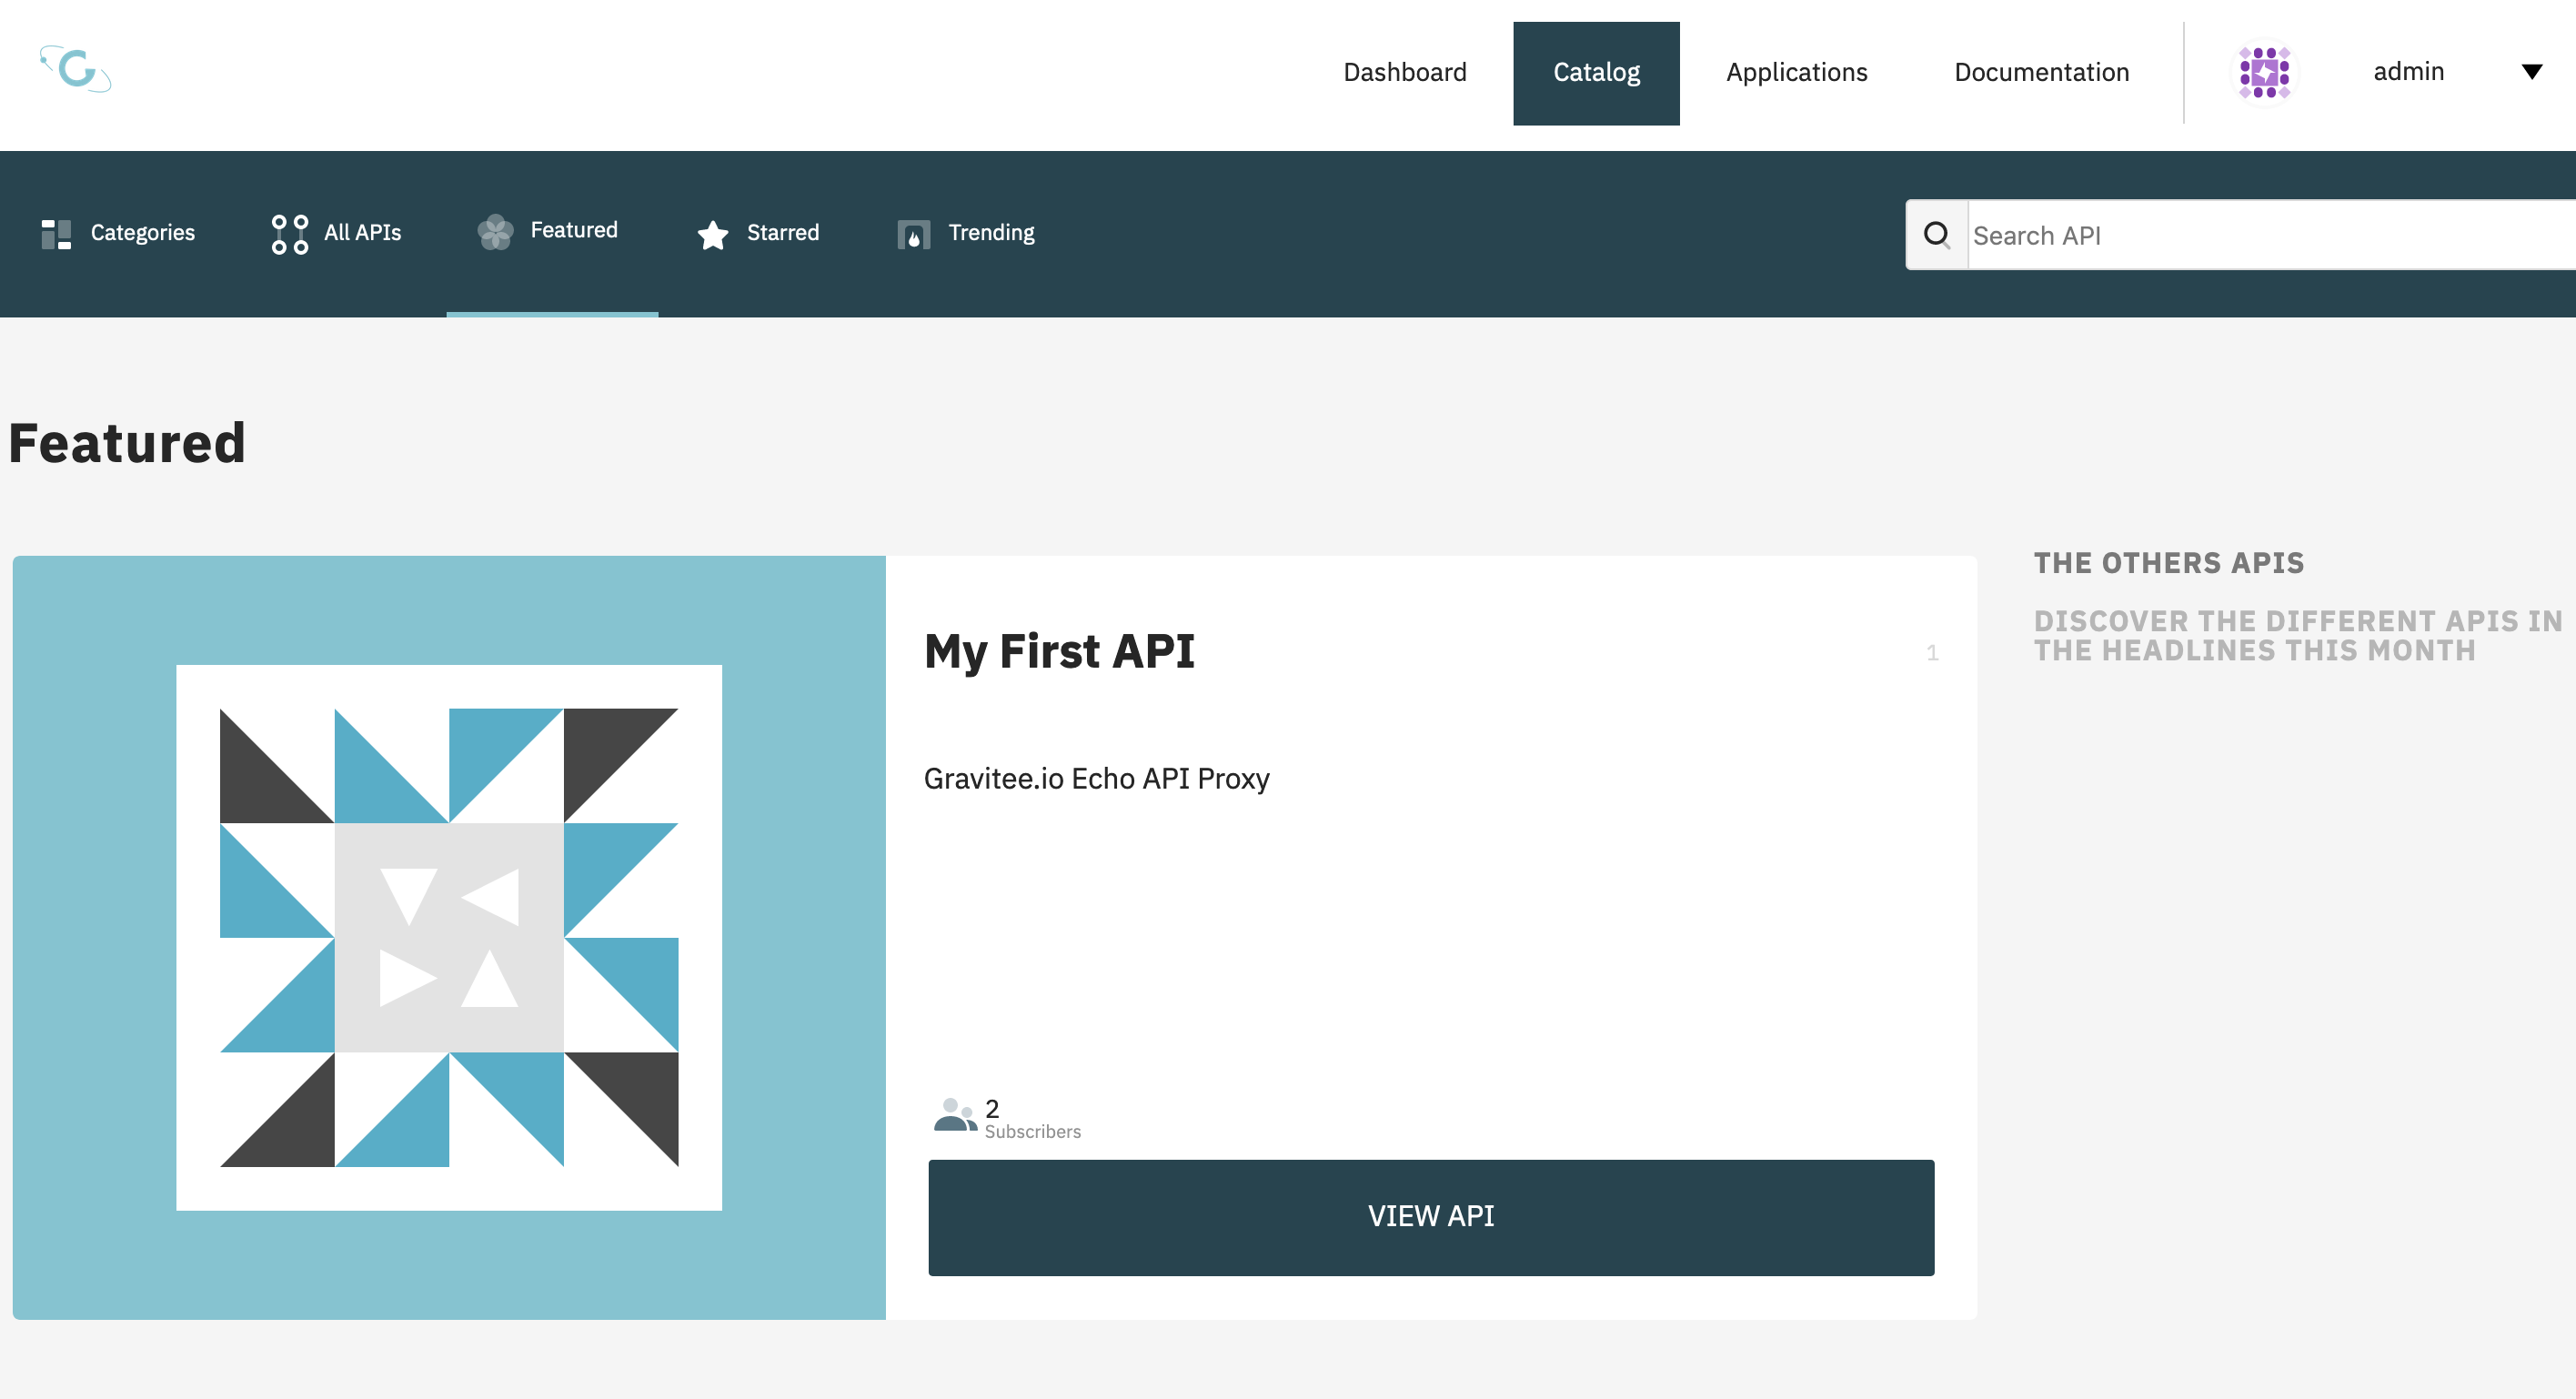 Dashboard
Catalog
Applications
Documentation
admin
Categories
All APIs
Featured
Starred
Trending
Search API
Featured
My First API
1
Gravitee.io Echo API Proxy
2
Subscribers
VIEW API
THE OTHERS APIS
DISCOVER THE DIFFERENT APIS IN
THE HEADLINES THIS MONTH